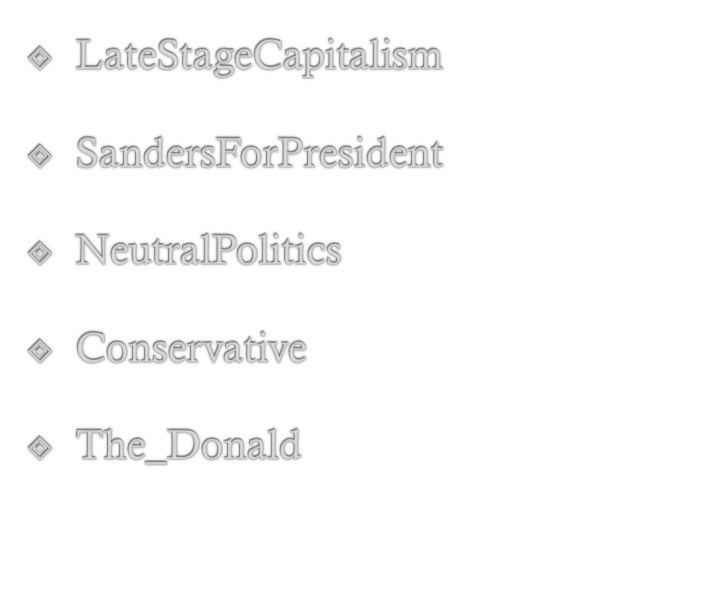 LateStageCapitalism
SandersForPresident
NeutralPolitics
Conservative
The_Donald